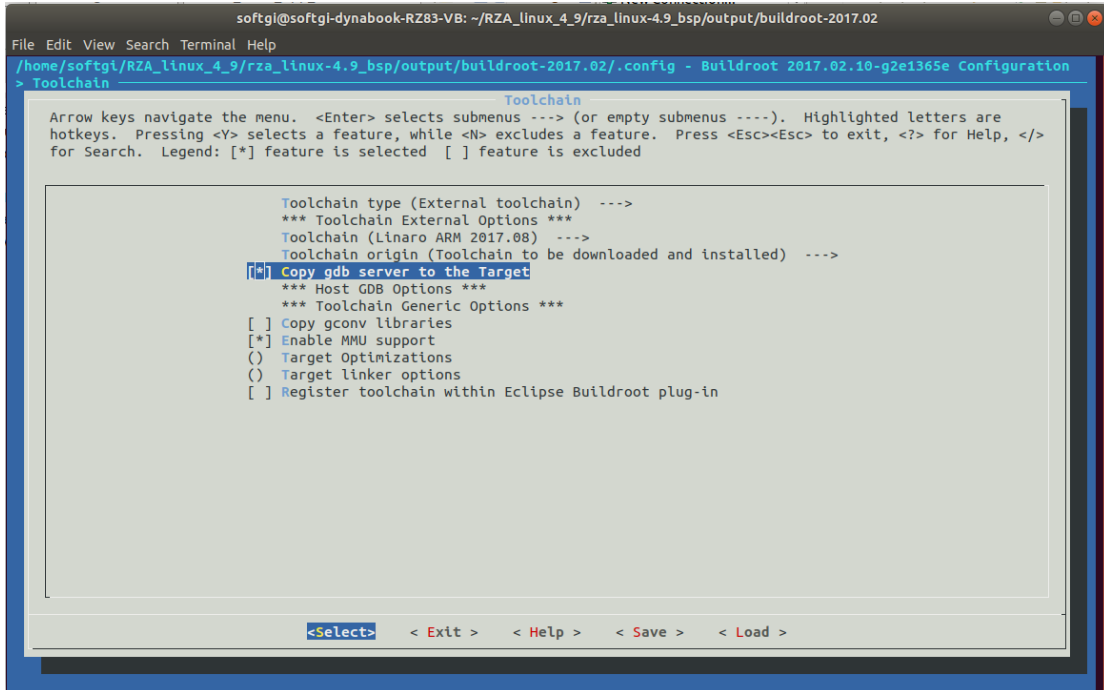 softgi@softgi-dynabook-RZ83-VB: ~/RZA_linux_4_9/rza_linux-4.9_bsp/output/buildroot-2017.02
File Edit View Search Terminal Help
/home/softgi/RZA_linux_4_9/rza_linux-4.9_bsp/output/buildroot-2017.02/.config - Buildroot 2017.02.10-g2e1365e Configuration
> Toolchain
Toolchain
Arrow keys navigate the menu. <Enter> selects submenus ---> (or empty submenus ----). Highlighted letters are
hotkeys. Pressing <Y> selects a feature, while <N> excludes a feature. Press <Esc><Esc> to exit, <?> for Help, </>
for Search. Legend: [*] feature is selected [ ] feature is excluded
Toolchain type (External toolchain) --->
*** Toolchain External Options ***
Toolchain (Linaro ARM 2017.08) --->
Toolchain origin (Toolchain to be downloaded and installed) --->
[*] Copy gdb server to the Target
*** Host GDB Options ***
*** Toolchain Generic Options ***
[ ] Copy gconv libraries
[*] Enable MMU support
() Target Optimizations
() Target linker options
[ ] Register toolchain within Eclipse Buildroot plug-in
<Select> < Exit > < Help > < Save > < Load >